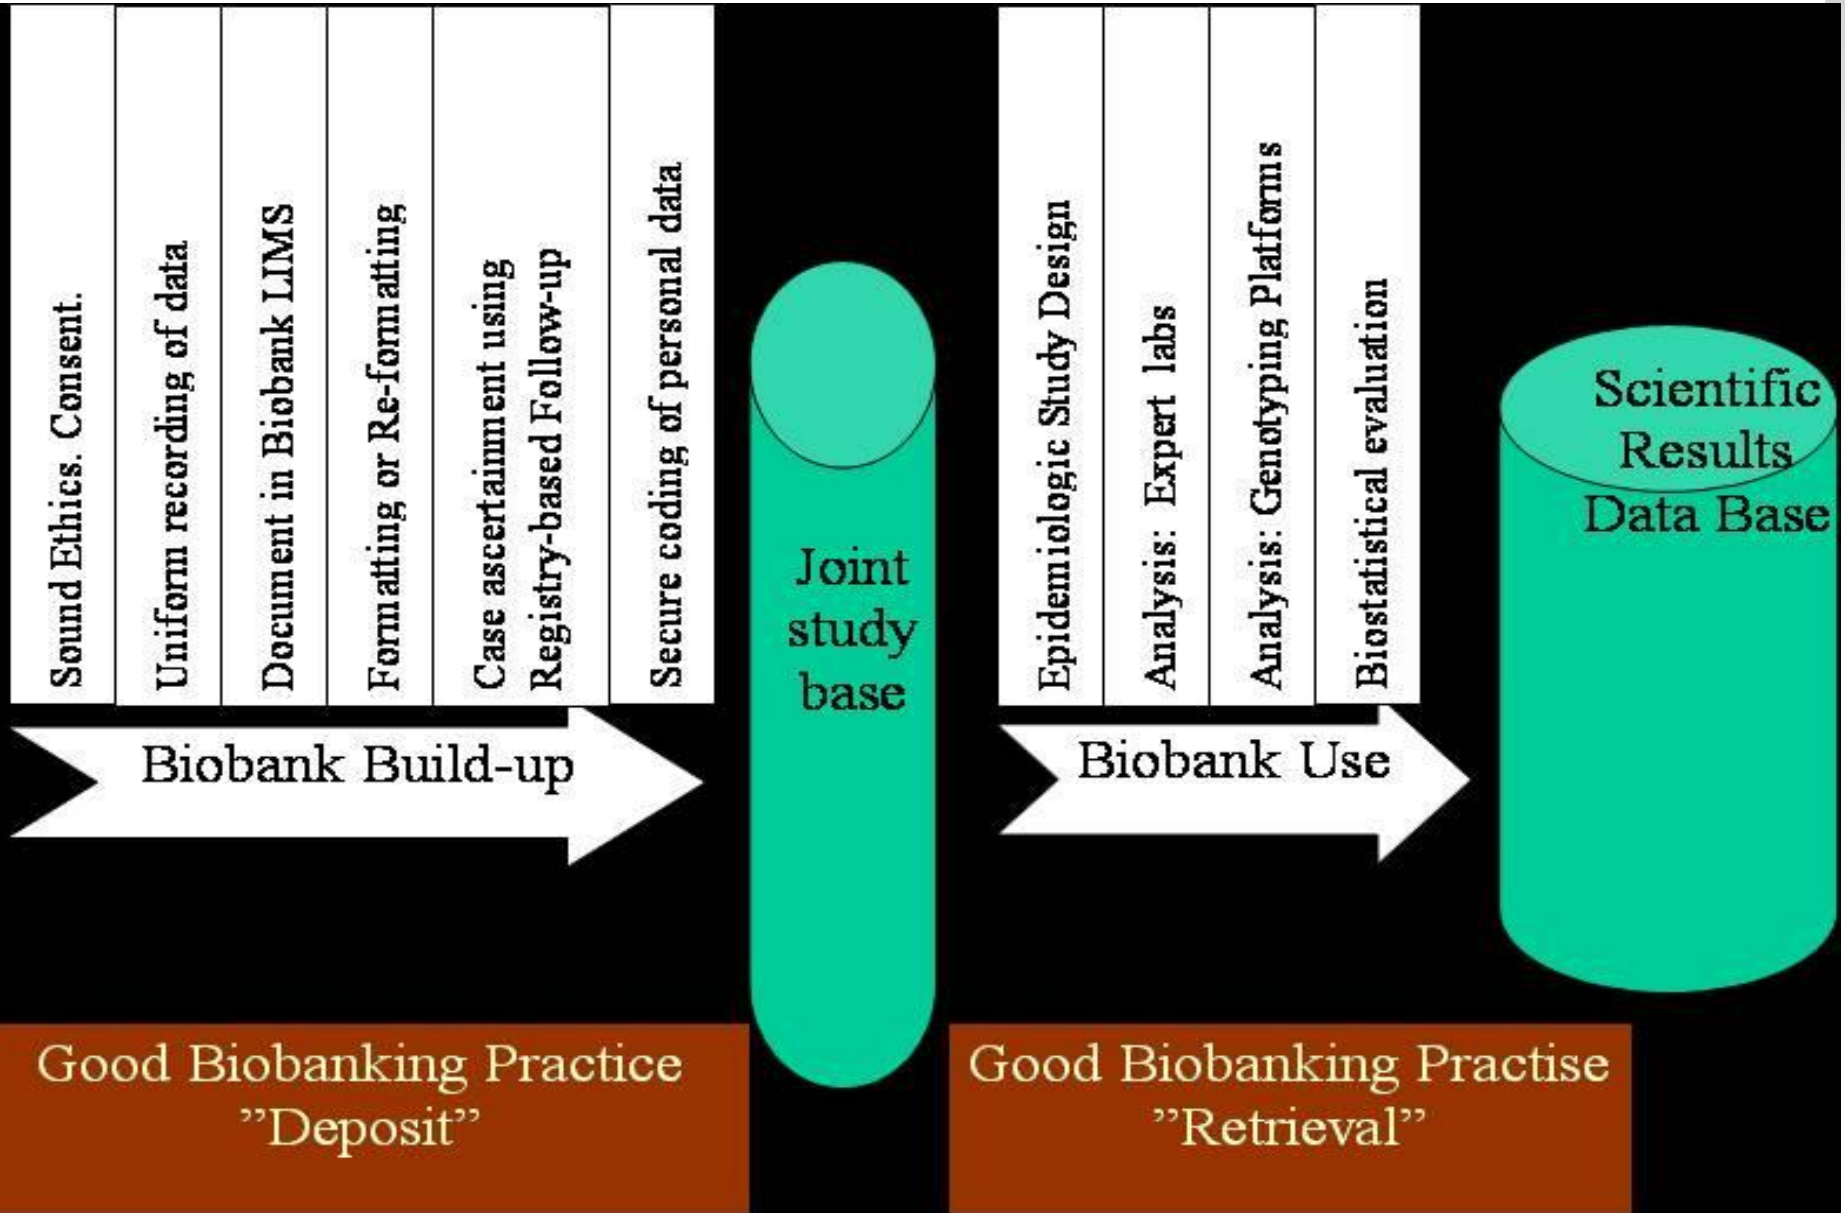 Sound Ethics. Consent.
Uniform recording of data
Document in Biobank LIMS
Formatting or Re-formatting
Case ascertainment using
Registry-based Follow-up
Secure coding of personal data
Biobank Build-up
Good Biobanking Practice
”Deposit”
Joint
study
base
Epidemiologic Study Design
Analysis: Expert labs
Analysis: Genotyping Platforms
Biostatistical evaluation
Biobank Use
Good Biobanking Practise
”Retrieval”
Scientific
Results
Data Base